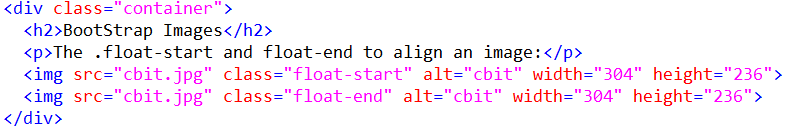 <div class="container">
<h2>BootStrap Images</h2>
<p>The .float-start and float-end to align an image:</p>
<img src="cbit.jpg" class="float-start" alt="cbit" width="304" height="236">
<img src="cbit.jpg" class="float-end" alt="cbit" width="304" height="236">
</div>